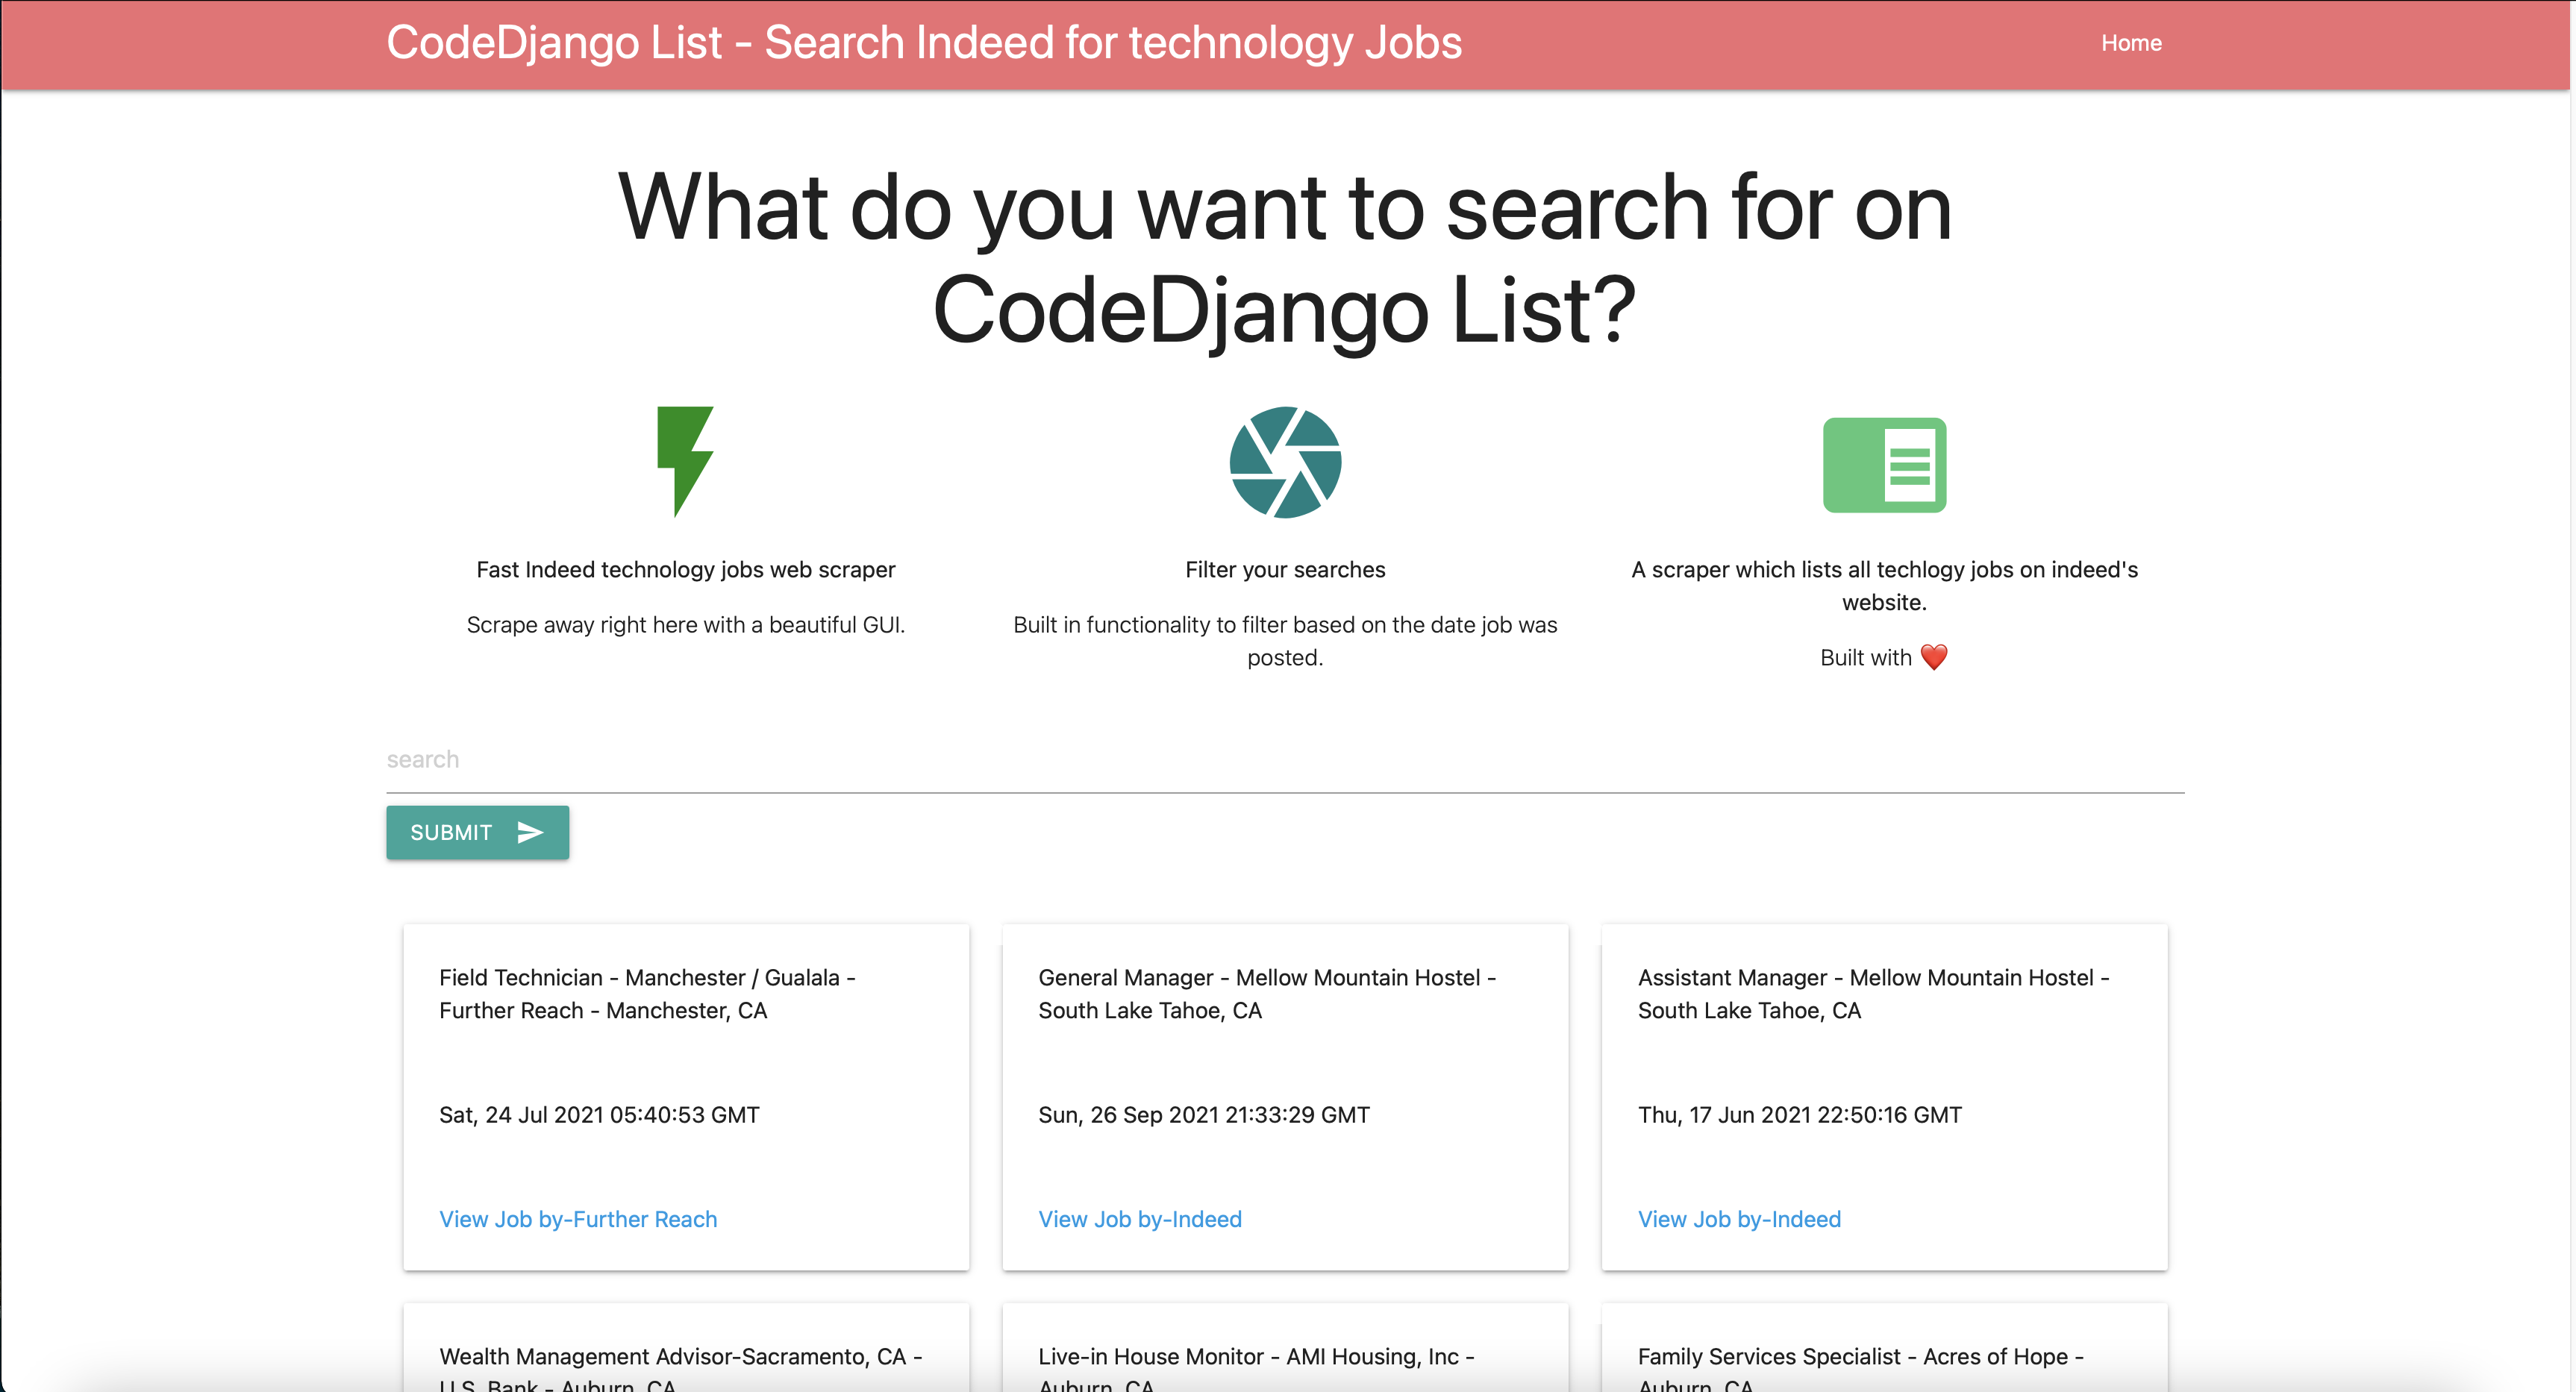 CodeDjango List - Search Indeed for technology Jobs
Home
What do you want to search for on
CodeDjango List?
Fast Indeed technology jobs web scraper
Scrape away right here with a beautiful GUI.
Filter your searches
Built in functionality to filter based on the date job was
posted.
A scraper which lists all techlogy jobs on indeed's
website.
Built with ❤️
search
SUBMIT
Field Technician - Manchester / Gualala -
Further Reach - Manchester, CA
Sat, 24 Jul 2021 05:40:53 GMT
View Job by-Further Reach
General Manager - Mellow Mountain Hostel -
South Lake Tahoe, CA
Sun, 26 Sep 2021 21:33:29 GMT
View Job by-Indeed
Assistant Manager - Mellow Mountain Hostel -
South Lake Tahoe, CA
Thu, 17 Jun 2021 22:50:16 GMT
View Job by-Indeed
Wealth Management Advisor-Sacramento, CA -
U.S. Bank - Auburn, CA
Live-in House Monitor - AMI Housing, Inc -
Auburn, CA
Family Services Specialist - Acres of Hope -
Auburn, CA